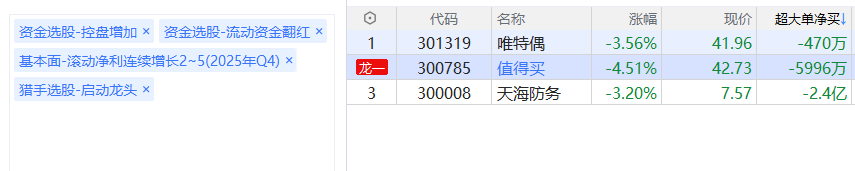 资金选股-控盘增加 × 资金选股-流动资金翻红 ×
基本面-滚动净利连续增长2~5(2025年Q4) ×
猎手选股-启动龙头 ×
代码 名称 涨幅 现价 超大单净买↓
1 301319 唯特偶 -3.56% 41.96 -470万
龙一 300785 值得买 -4.51% 42.73 -5996万
3 300008 天海防务 -3.20% 7.57 -2.4亿